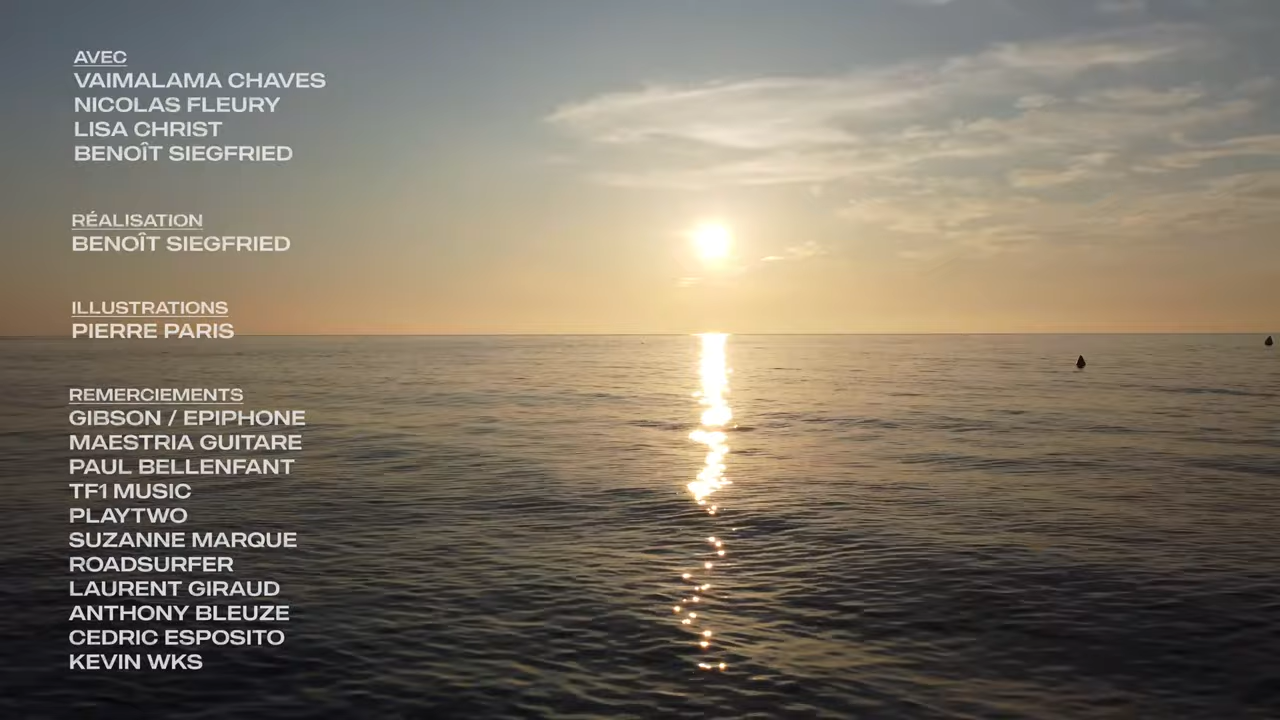 AVEC
VAIMALAMA CHAVES
NICOLAS FLEURY
LISA CHRIST
BENOÎT SIEGFRIED
RÉALISATION
BENOÎT SIEGFRIED
ILLUSTRATIONS
PIERRE PARIS
REMERCIEMENTS
GIBSON / EPIPHONE
MAESTRIA GUITARE
PAUL BELLENFANT
TF1 MUSIC
PLAYTWO
SUZANNE MARQUE
ROADSURFER
LAURENT GIRAUD
ANTHONY BLEUZE
CEDRIC ESPOSITO
KEVIN WKS